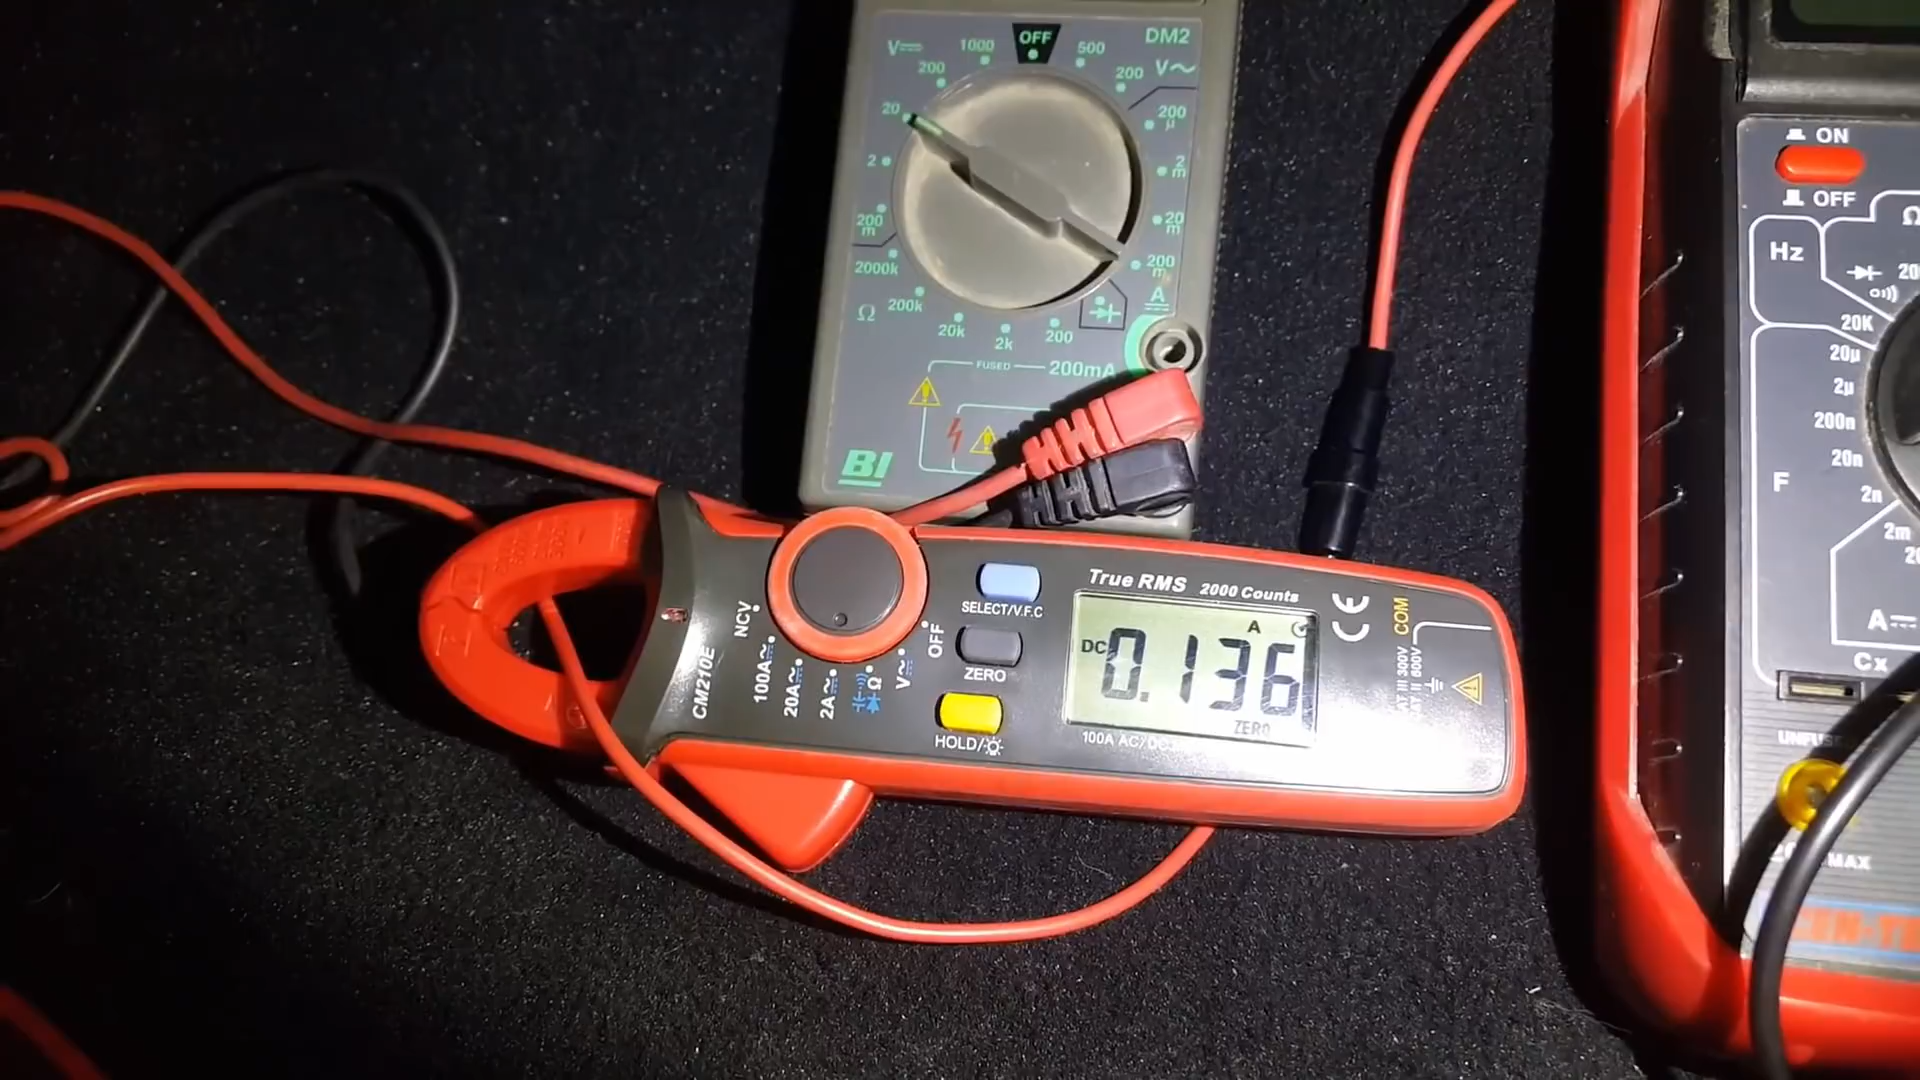 OFF
DM2
V
1000
500
200
200
V
20
200
µ
2
2
m
200
m
20
m
2000k
200
m
Ω
200k
A
20k
2k
200
FUSED
200mA
BI
ON
OFF
Hz
Ω
20
20K
20µ
2µ
200n
20n
F
2n
2m
A
Cx
MAX
True RMS 2000 Counts
SELECT/V.F.C
NCV
OFF
ZERO
CM210E
100A
20A
2A
Ω
V
HOLD/
DC
A
0.136
ZERO
100A AC/DC
CE
COM